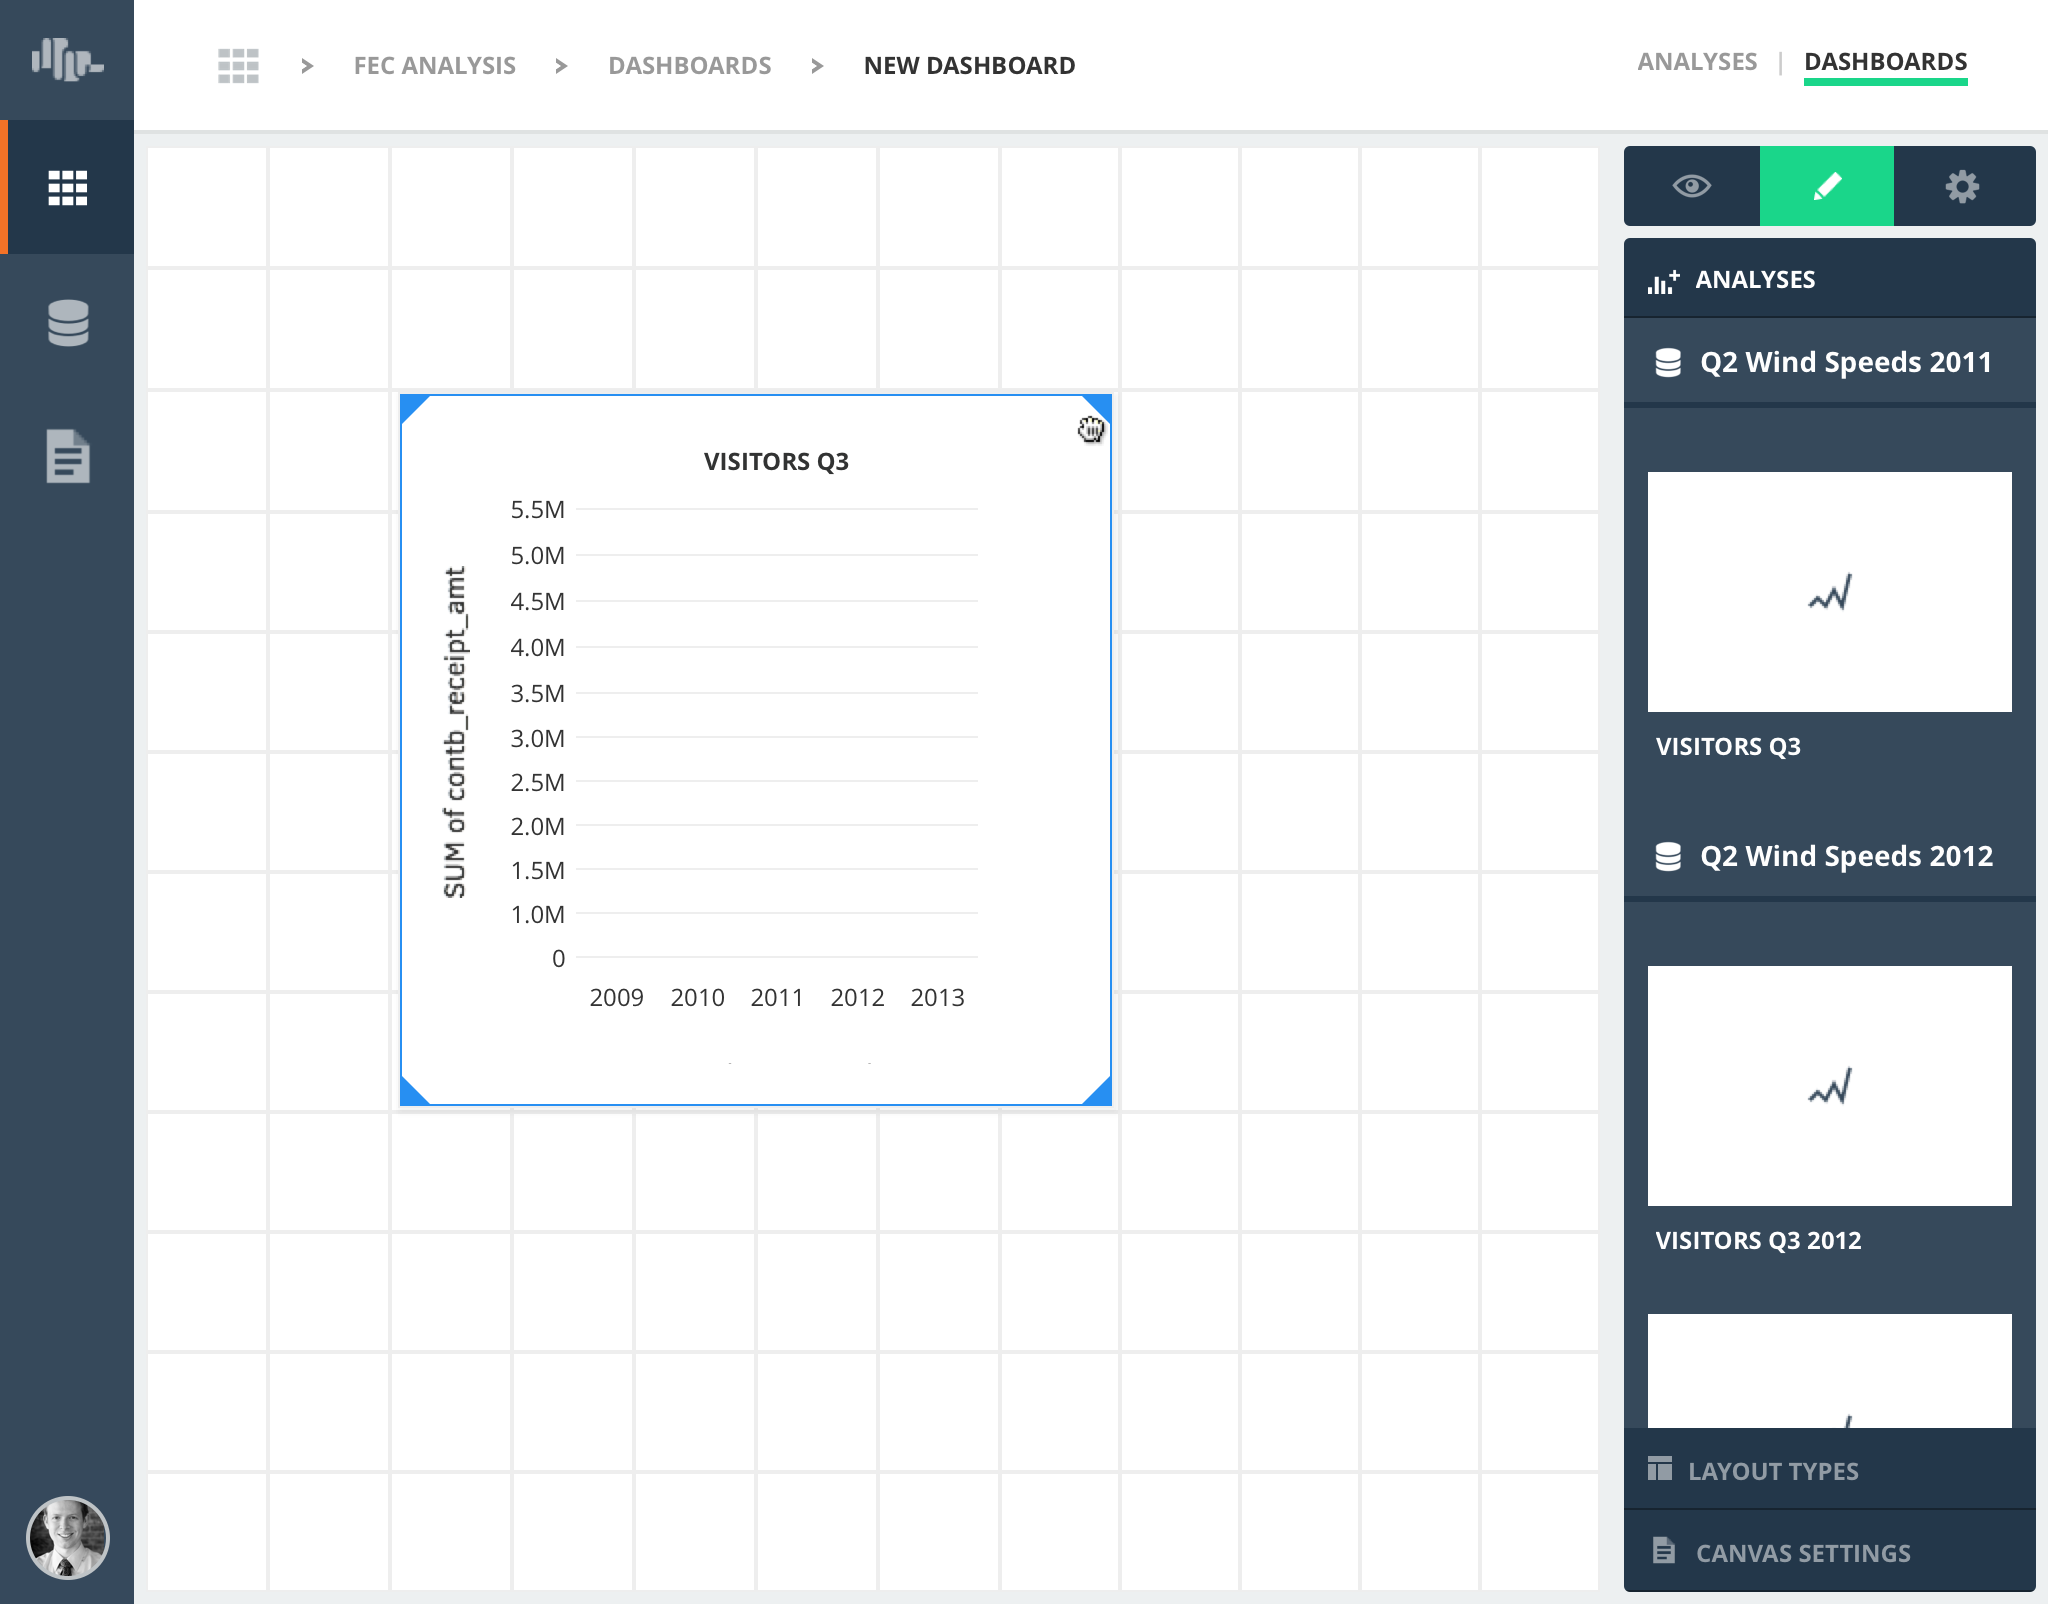 > FEC ANALYSIS > DASHBOARDS > NEW DASHBOARD
ANALYSES | DASHBOARDS
VISITORS Q3
SUM of contb_receipt_amt
5.5M
5.0M
4.5M
4.0M
3.5M
3.0M
2.5M
2.0M
1.5M
1.0M
0
2009 2010 2011 2012 2013
ANALYSES
Q2 Wind Speeds 2011
VISITORS Q3
Q2 Wind Speeds 2012
VISITORS Q3 2012
LAYOUT TYPES
CANVAS SETTINGS